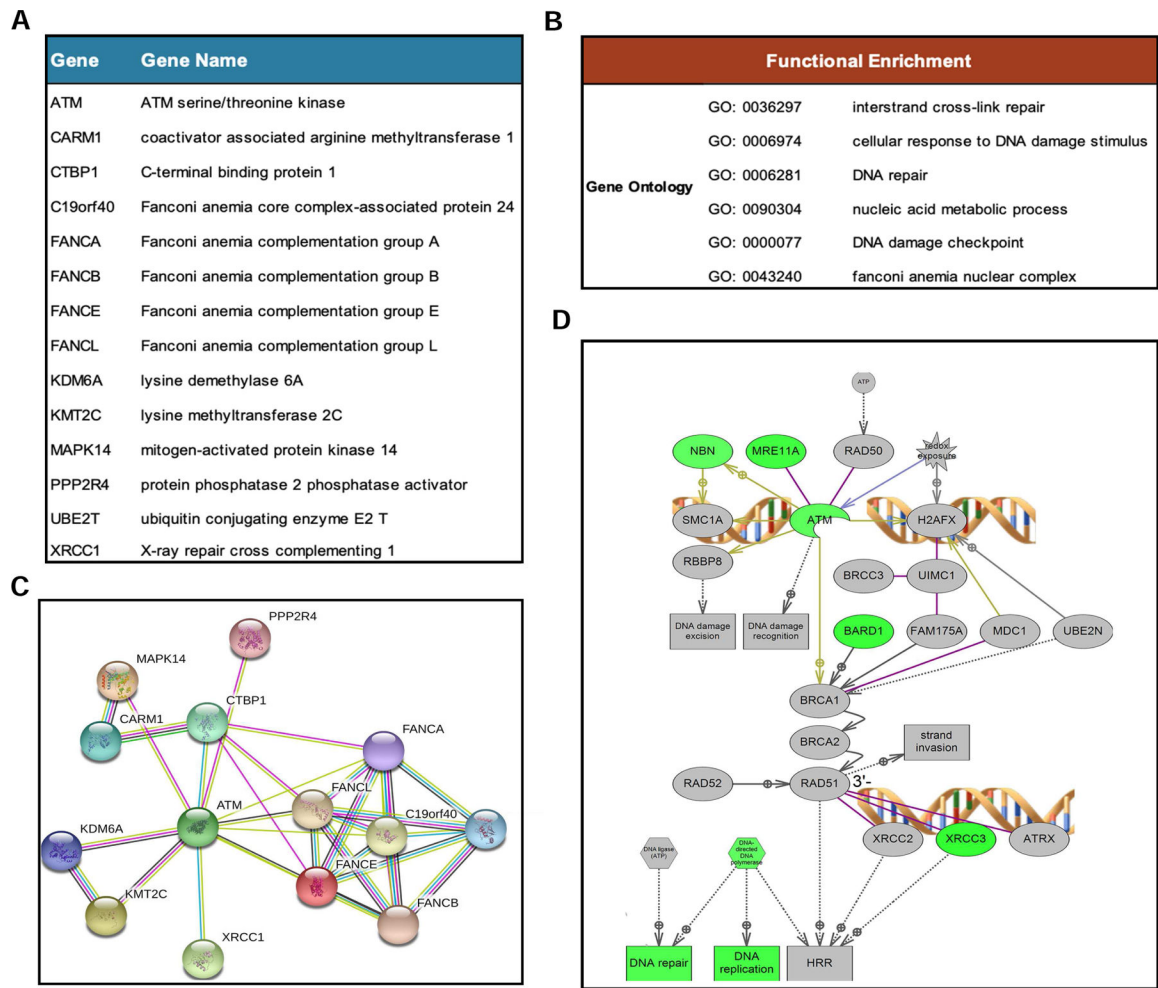 A
Gene Gene Name
ATM ATM serine/threonine kinase
CARM1 coactivator associated arginine methyltransferase 1
CTBP1 C-terminal binding protein 1
C19orf40 Fanconi anemia core complex-associated protein 24
FANCA Fanconi anemia complementation group A
FANCB Fanconi anemia complementation group B
FANCE Fanconi anemia complementation group E
FANCL Fanconi anemia complementation group L
KDM6A lysine demethylase 6A
KMT2C lysine methyltransferase 2C
MAPK14 mitogen-activated protein kinase 14
PPP2R4 protein phosphatase 2 phosphatase activator
UBE2T ubiquitin conjugating enzyme E2 T
XRCC1 X-ray repair cross complementing 1
B
Functional Enrichment
GO: 0036297 interstrand cross-link repair
GO: 0006974 cellular response to DNA damage stimulus
GO: 0006281 DNA repair
Gene Ontology
GO: 0090304 nucleic acid metabolic process
GO: 0000077 DNA damage checkpoint
GO: 0043240 fanconi anemia nuclear complex
C
PPP2R4
MAPK14
CTBP1
CARM1
FANCA
FANCL
ATM
C19orf40
KDM6A
FANCE
KMT2C
FANCB
XRCC1
D
ATP
NBN MRE11A RAD50 redox
exposure
SMC1A ATM H2AFX
RBBP8
BRCC3 UIMC1
DNA damage
excision
DNA damage
recognition
BARD1 FAM175A MDC1 UBE2N
BRCA1
BRCA2
strand
invasion
RAD52 RAD51 3'-
XRCC2 XRCC3 ATRX
DNA ligase
(ATP)
DNA-
directed
DNA
polymerase
DNA repair
DNA
replication
HRR